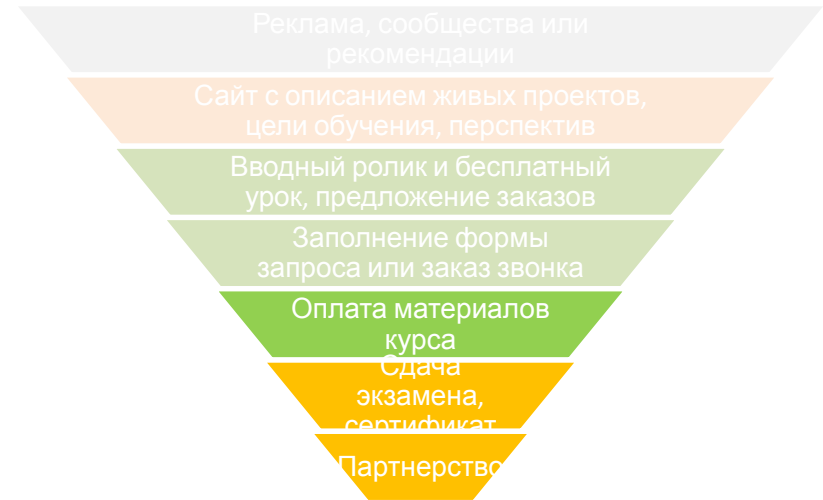 Реклама, сообщества или
рекомендации
Сайт с описанием живых проектов,
цели обучения, перспектив
Вводный ролик и бесплатный
урок, предложение заказов
Заполнение формы
запроса или заказ звонка
Оплата материалов
курса
Сдача
экзамена,
сертификат
Партнерство